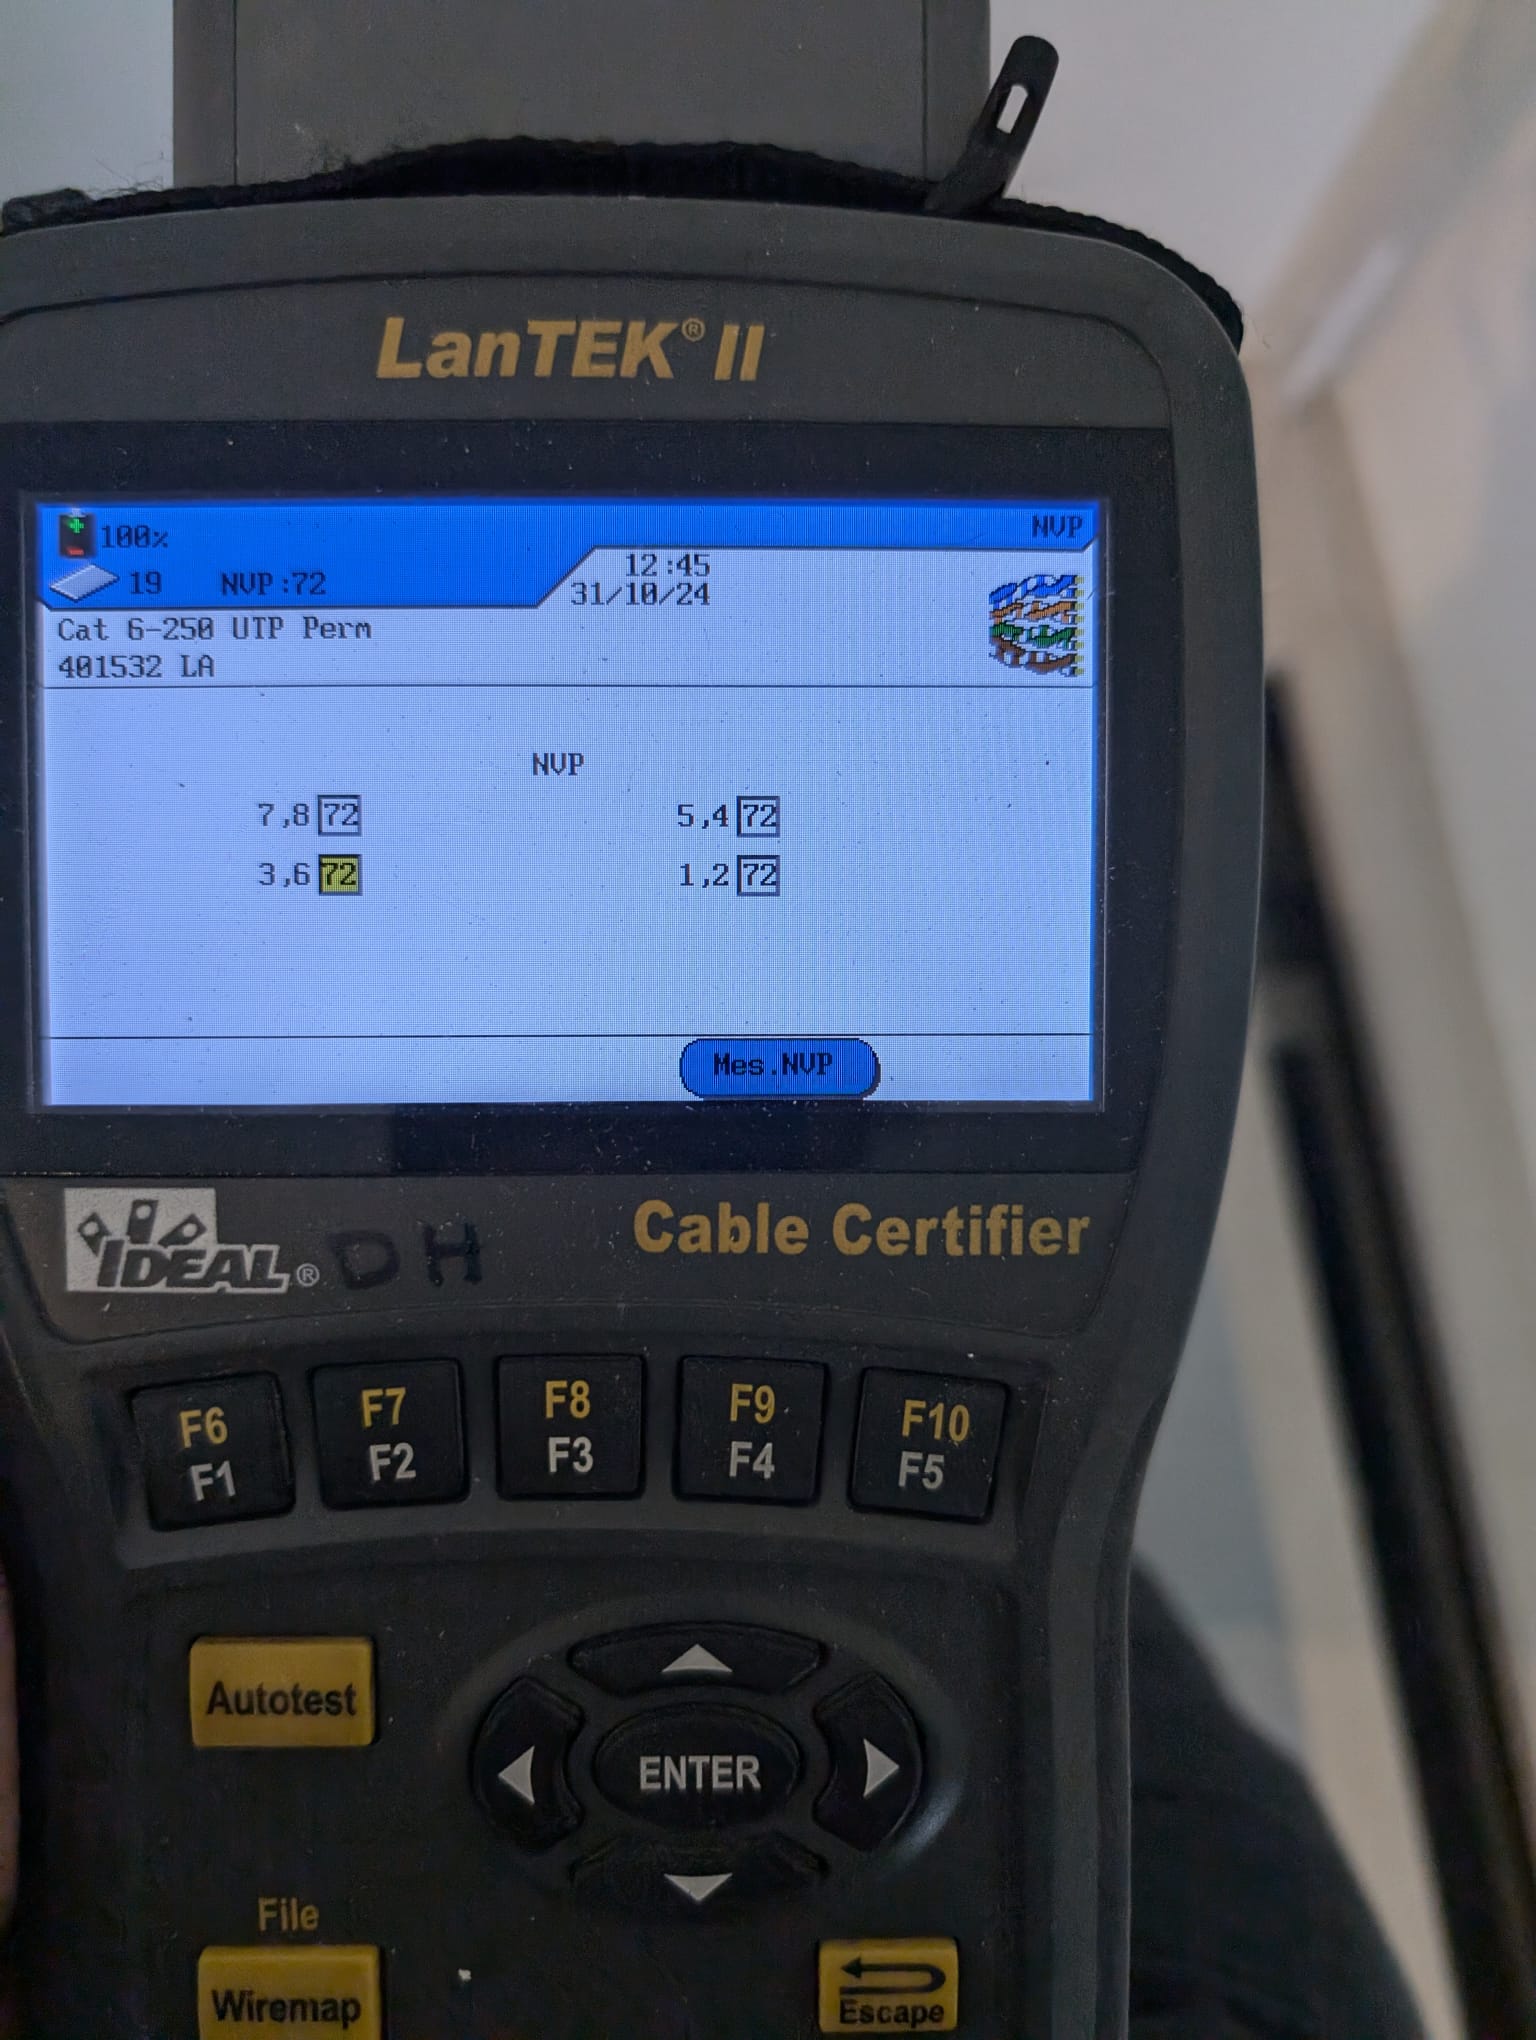 LanTEK® II
100%
NVP
19 NVP:72
12:45
31/10/24
Cat 6-250 UTP Perm
401532 LA
NVP
7,8 72 5,4 72
3,6 72 1,2 72
Mes.NVP
IDEAL® DH
Cable Certifier
F6 F7 F8 F9 F10
F1 F2 F3 F4 F5
Autotest
ENTER
File
Wiremap
Escape